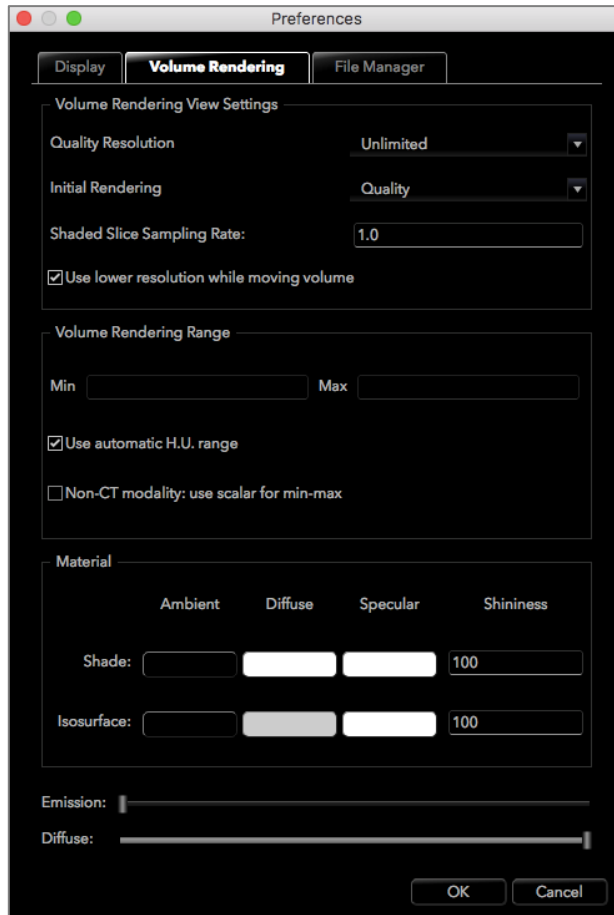 Preferences
Display Volume Rendering File Manager
Volume Rendering View Settings
Quality Resolution Unlimited
Initial Rendering Quality
Shaded Slice Sampling Rate: 1.0
Use lower resolution while moving volume
Volume Rendering Range
Min Max
Use automatic H.U. range
Non-CT modality: use scalar for min-max
Material
Ambient Diffuse Specular Shininess
Shade: 100
Isosurface: 100
Emission:
Diffuse:
OK Cancel